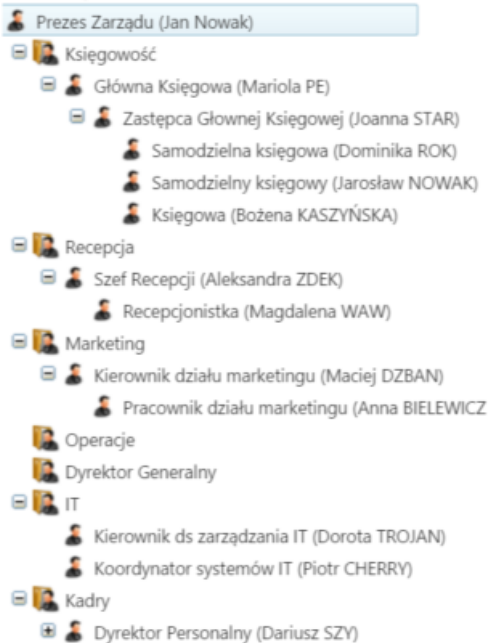 Prezes Zarządu (Jan Nowak)
Księgowość
Główna Księgowa (Mariola PE)
Zastępca Głownej Księgowej (Joanna STAR)
Samodzielna księgowa (Dominika ROK)
Samodzielny księgowy (Jarosław NOWAK)
Księgowa (Bożena KASZYŃSKA)
Recepcja
Szef Recepcji (Aleksandra ZDEK)
Recepcjonistka (Magdalena WAW)
Marketing
Kierownik działu marketingu (Maciej DZBAN)
Pracownik działu marketingu (Anna BIELEWICZ
Operacje
Dyrektor Generalny
IT
Kierownik ds zarządzania IT (Dorota TROJAN)
Koordynator systemów IT (Piotr CHERRY)
Kadry
Dyrektor Personalny (Dariusz SZY)